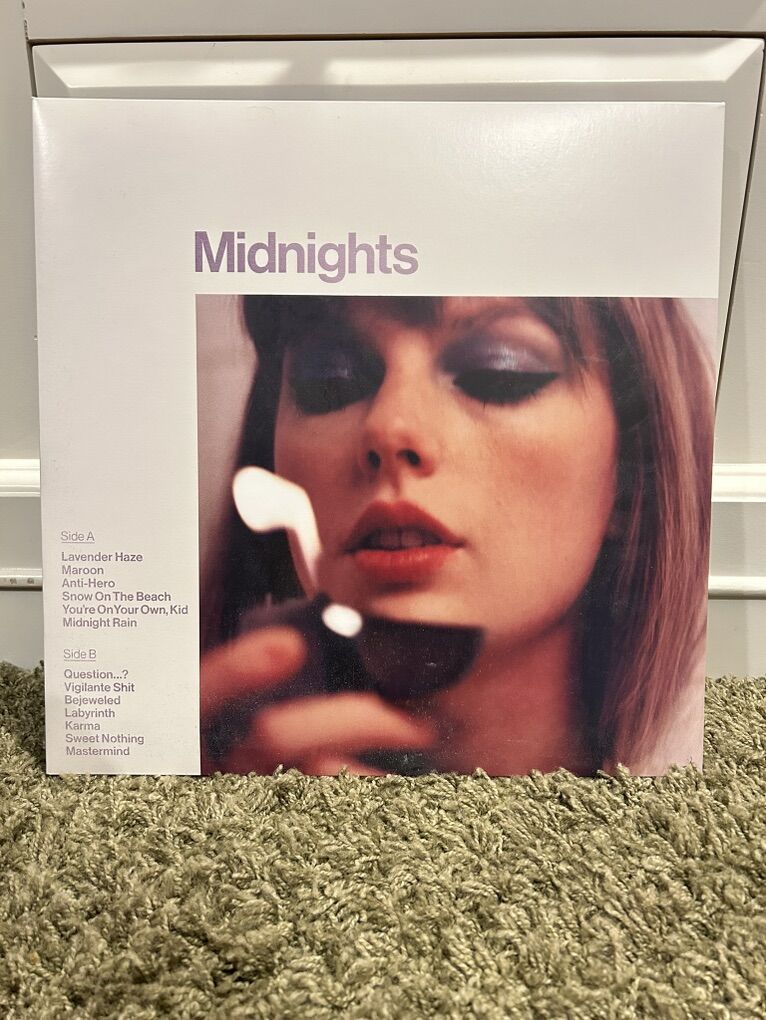 Midnights
Side A
Lavender Haze
Maroon
Anti-Hero
Snow On The Beach
You're On Your Own, Kid
Midnight Rain
Side B
Question...?
Vigilante Shit
Bejeweled
Labyrinth
Karma
Sweet Nothing
Mastermind